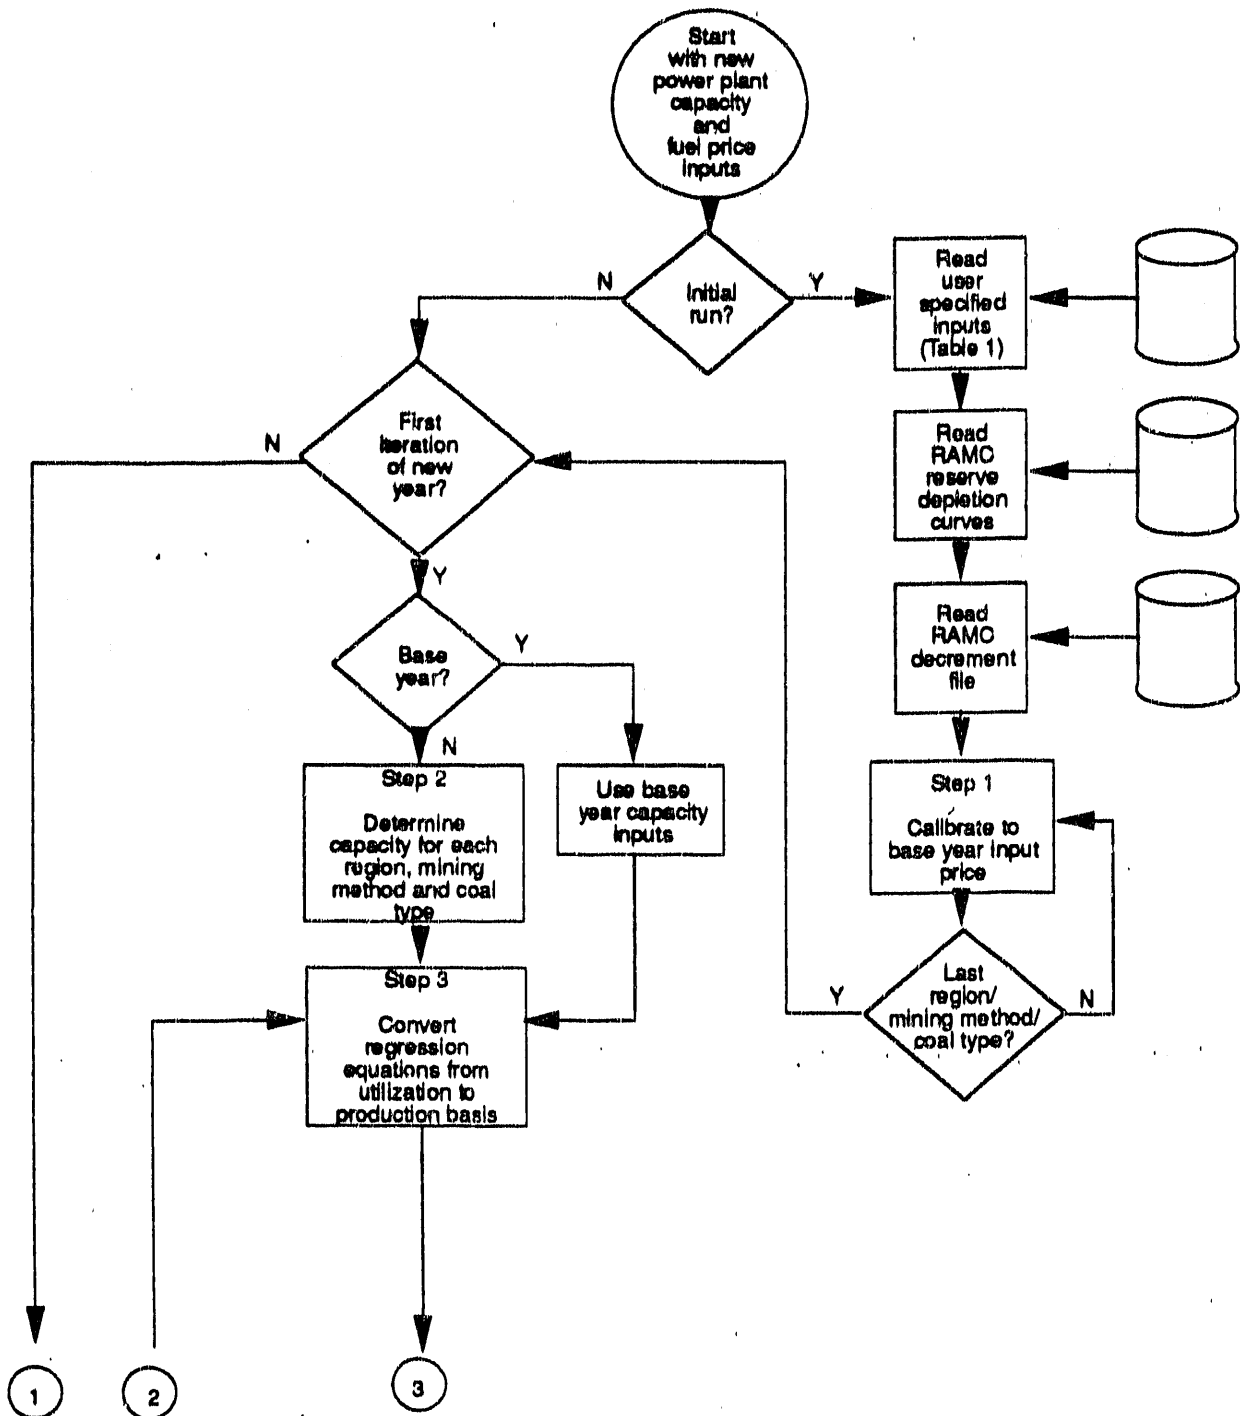 Start
with new
power plant
capacity
and
fuel price
inputs
Initial
run?
N
Y
Read
user
specified
inputs
(Table 1)
First
iteration
of new
year?
N
Y
Read
RAMC
reserve
depletion
curves
Read
RAMC
decrement
file
Base
year?
Y
N
Step 1
Calibrate to
base year input
price
Step 2
Determine
capacity for each
region, mining
method and coal
type
Use base
year capacity
inputs
Last
region/
mining method/
coal type?
Y
N
Step 3
Convert
regression
equations from
utilization to
production basis
1
2
3